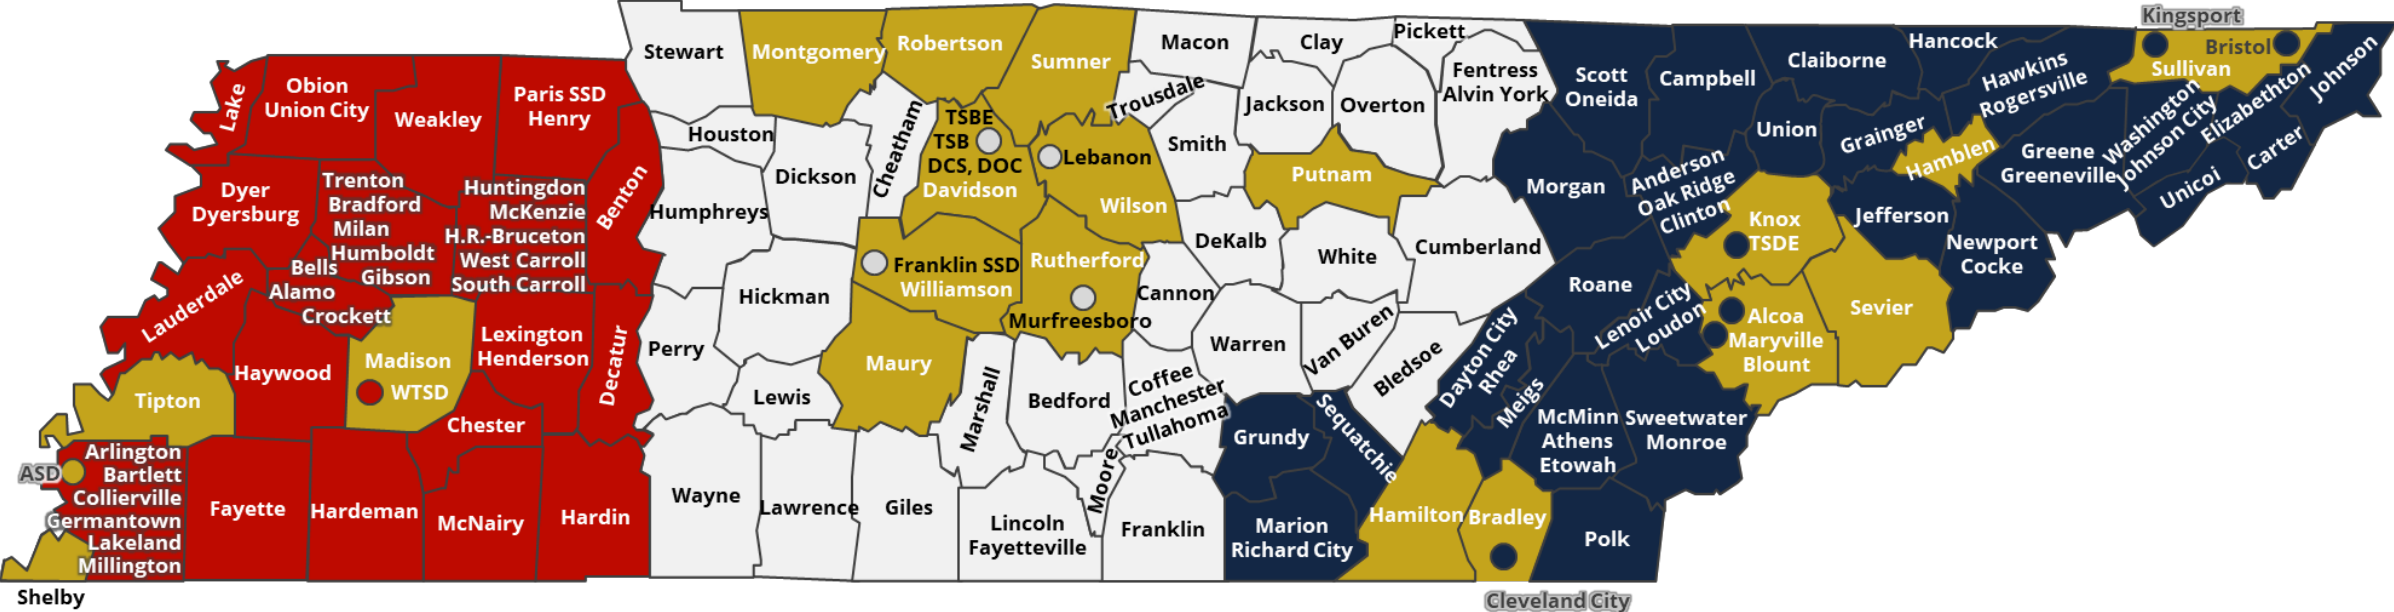 Lake
Obion
Union City
Weakley
Paris SSD
Henry
Benton
Dyer
Dyersburg
Trenton
Bradford
Milan
Humboldt
Gibson
Huntingdon
McKenzie
H.R.-Bruceton
West Carroll
South Carroll
Bells
Alamo
Crockett
Lauderdale
Haywood
Madison
WTSD
Lexington
Henderson
Decatur
Tipton
Chester
ASD
Arlington
Bartlett
Collierville
Germantown
Lakeland
Millington
Shelby
Fayette
Hardeman
McNairy
Hardin
Stewart
Montgomery
Robertson
Sumner
Macon
Clay
Pickett
Houston
Dickson
Cheatham
TSBE
TSB
DCS, DOC
Davidson
Lebanon
Wilson
Trousdale
Smith
Jackson
Overton
Fentress
Alvin York
Putnam
Humphreys
Hickman
Franklin SSD
Williamson
Rutherford
Murfreesboro
Cannon
DeKalb
White
Cumberland
Perry
Lewis
Maury
Marshall
Bedford
Coffee
Manchester
Tullahoma
Warren
Van Buren
Bledsoe
Wayne
Lawrence
Giles
Lincoln
Fayetteville
Moore
Franklin
Scott
Oneida
Campbell
Claiborne
Hancock
Hawkins
Rogersville
Kingsport
Bristol
Sullivan
Johnson
Washington
Johnson City
Elizabethton
Carter
Unicoi
Greene
Greeneville
Hamblen
Grainger
Union
Morgan
Anderson
Oak Ridge
Clinton
Knox
TSDE
Jefferson
Newport
Cocke
Sevier
Roane
Lenoir City
Loudon
Alcoa
Maryville
Blount
Dayton City
Rhea
Meigs
McMinn
Athens
Etowah
Sweetwater
Monroe
Grundy
Sequatchie
Marion
Richard City
Hamilton
Bradley
Polk
Cleveland City